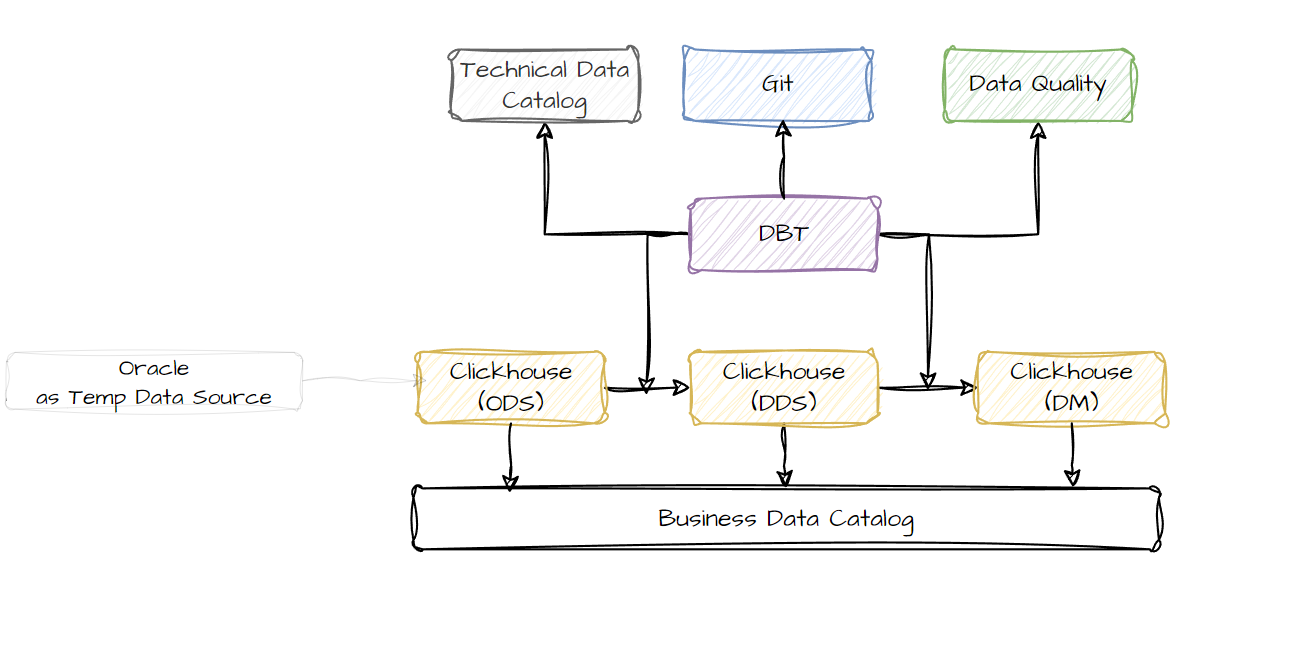 Technical Data
Catalog
Git
Data Quality
DBT
Oracle
as Temp Data Source
Clickhouse
(ODS)
Clickhouse
(DDS)
Clickhouse
(DM)
Business Data Catalog